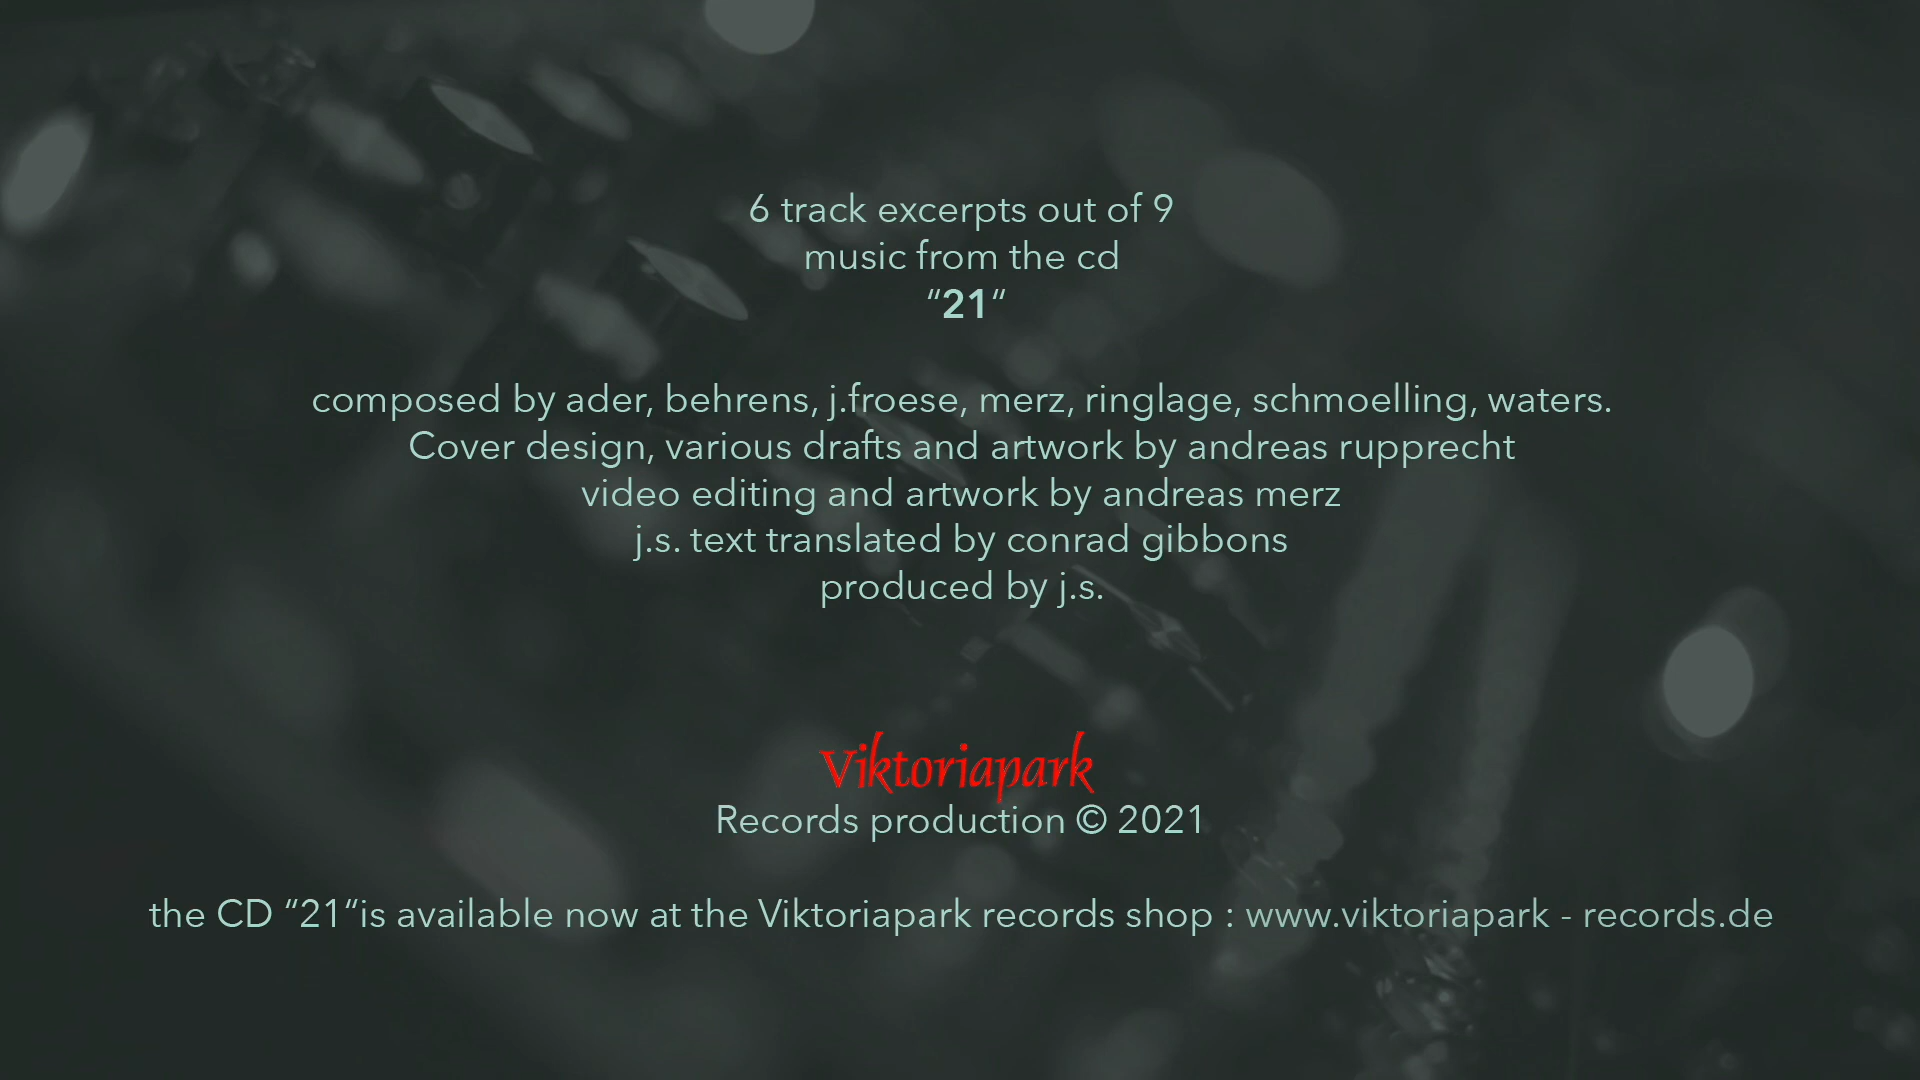 6 track excerpts out of 9
music from the cd
“21“
composed by ader, behrens, j.froese, merz, ringlage, schmoelling, waters.
Cover design, various drafts and artwork by andreas rupprecht
video editing and artwork by andreas merz
j.s. text translated by conrad gibbons
produced by j.s.
Viktoriapark
Records production © 2021
the CD “21“is available now at the Viktoriapark records shop : www.viktoriapark - records.de